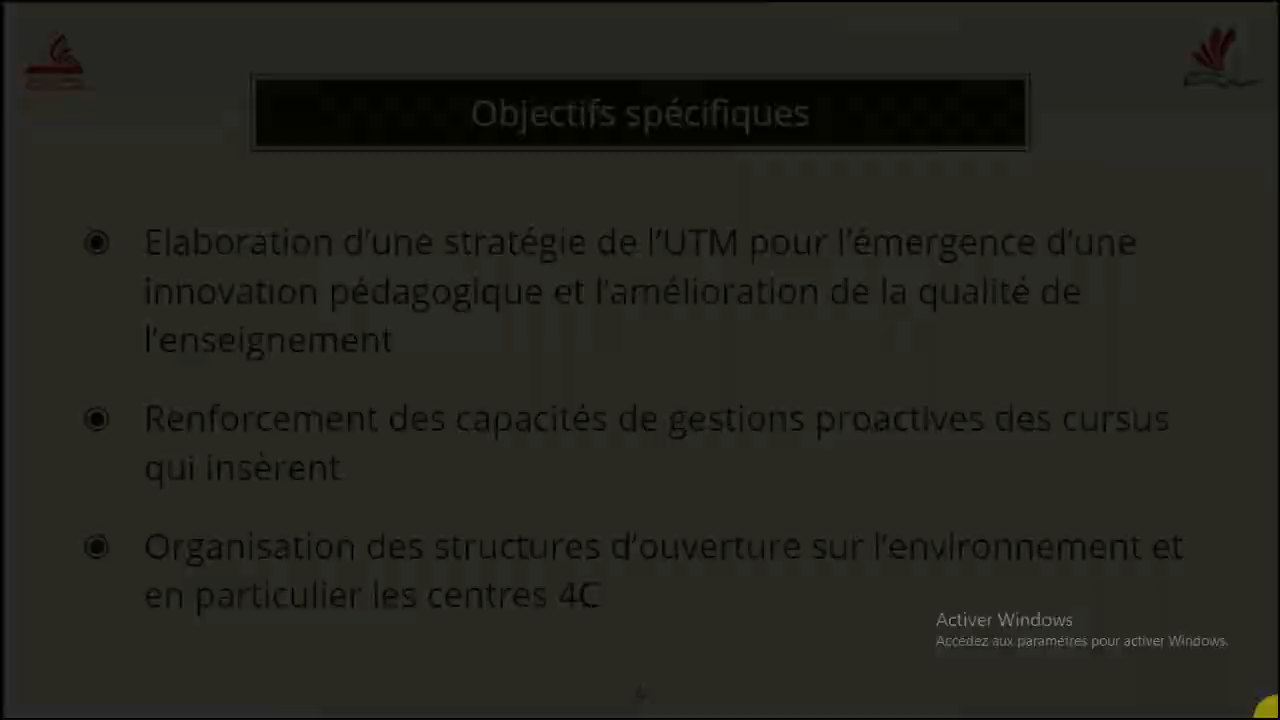 Objectifs spécifiques
◉ Elaboration d'une stratégie de l'UTM pour l'émergence d'une
innovation pédagogique et l'amélioration de la qualité de
l'enseignement
◉ Renforcement des capacités de gestions proactives des cursus
qui insèrent
◉ Organisation des structures d'ouverture sur l'environnement et
en particulier les centres 4C
Activer Windows
Accédez aux paramètres pour activer Windows.